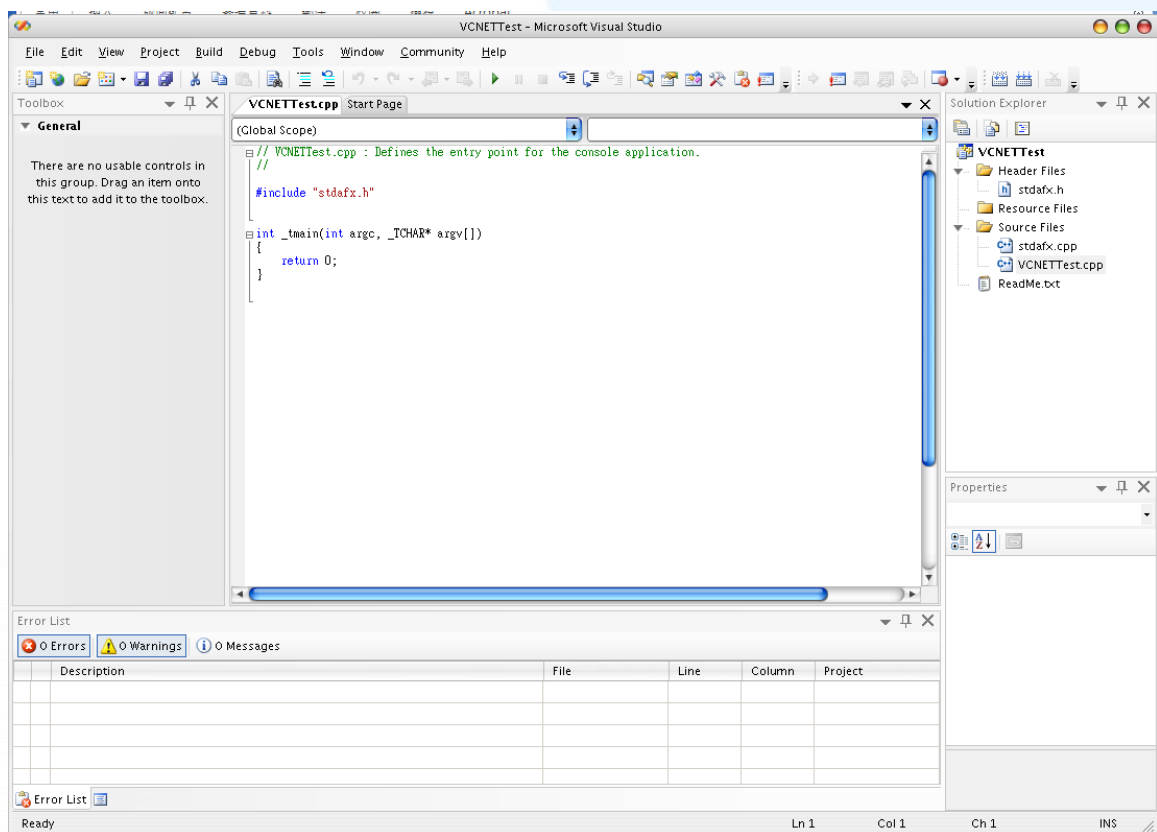 VCNETTest - Microsoft Visual Studio
File Edit View Project Build Debug Tools Window Community Help
Toolbox
General
There are no usable controls in
this group. Drag an item onto
this text to add it to the toolbox.
VCNETTest.cpp Start Page
(Global Scope)
// VCNETTest.cpp : Defines the entry point for the console application.
//
#include "stdafx.h"
int _tmain(int argc, _TCHAR* argv[])
{
return 0;
}
Solution Explorer
VCNETTest
Header Files
stdafx.h
Resource Files
Source Files
stdafx.cpp
VCNETTest.cpp
ReadMe.txt
Properties
Error List
0 Errors 0 Warnings 0 Messages
Description File Line Column Project
Error List
Ready Ln 1 Col 1 Ch 1 INS